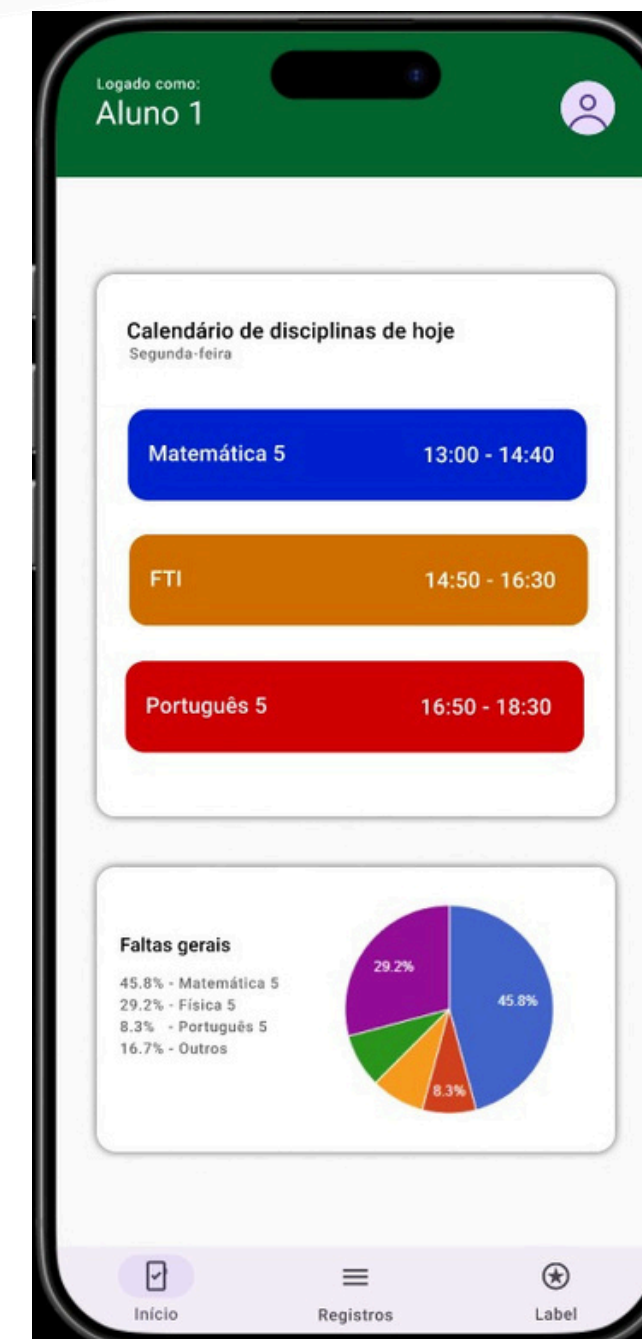 Logado como:
Aluno 1
Calendário de disciplinas de hoje
Segunda-feira
Matemática 5 13:00 - 14:40
FTI 14:50 - 16:30
Português 5 16:50 - 18:30
Faltas gerais
45.8% - Matemática 5
29.2% - Física 5
8.3% - Português 5
16.7% - Outros
29.2%
45.8%
8.3%
Início Registros Label